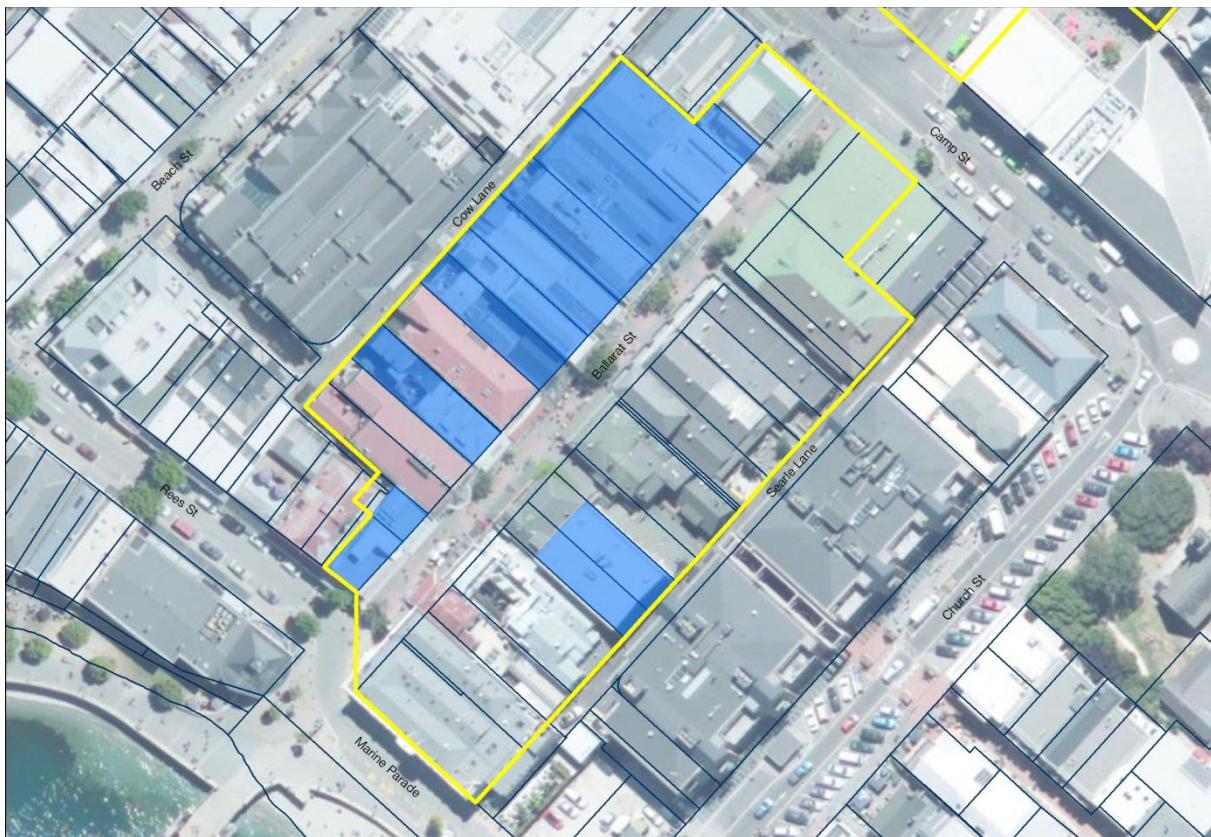 Camp St
Beach St
Cow Lane
Ballarat St
Searle Lane
Rees St
Church St
Marine Parade